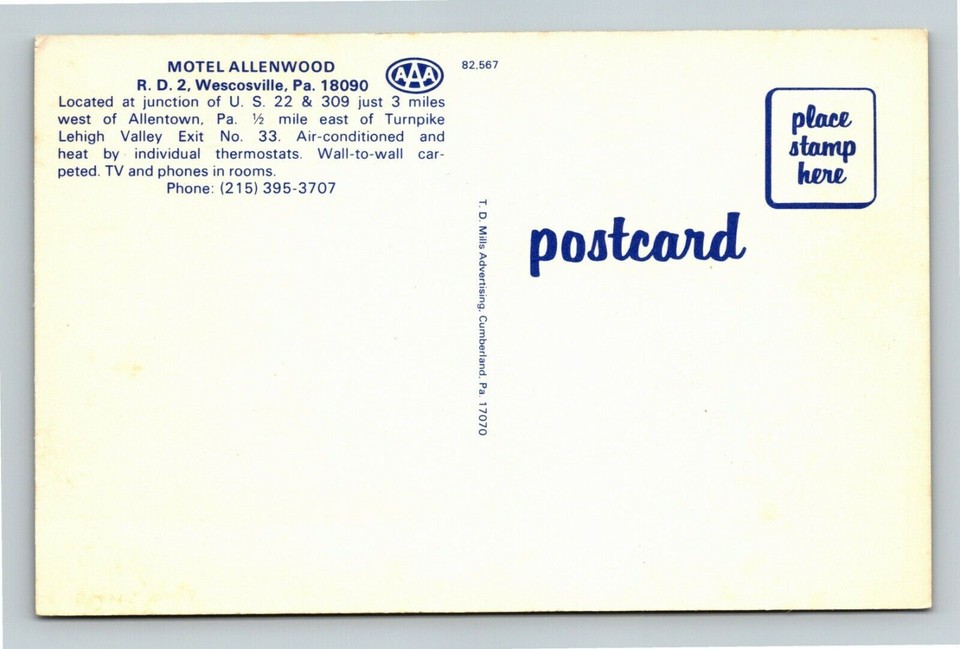 MOTEL ALLENWOOD
R. D. 2, Wescosville, Pa. 18090
AAA
Located at junction of U. S. 22 & 309 just 3 miles
west of Allentown, Pa. ½ mile east of Turnpike
Lehigh Valley Exit No. 33. Air-conditioned and
heat by individual thermostats. Wall-to-wall car-
peted. TV and phones in rooms.
Phone: (215) 395-3707
82,567
T. D. Mills Advertising, Cumberland, Pa. 17070
place
stamp
here
postcard